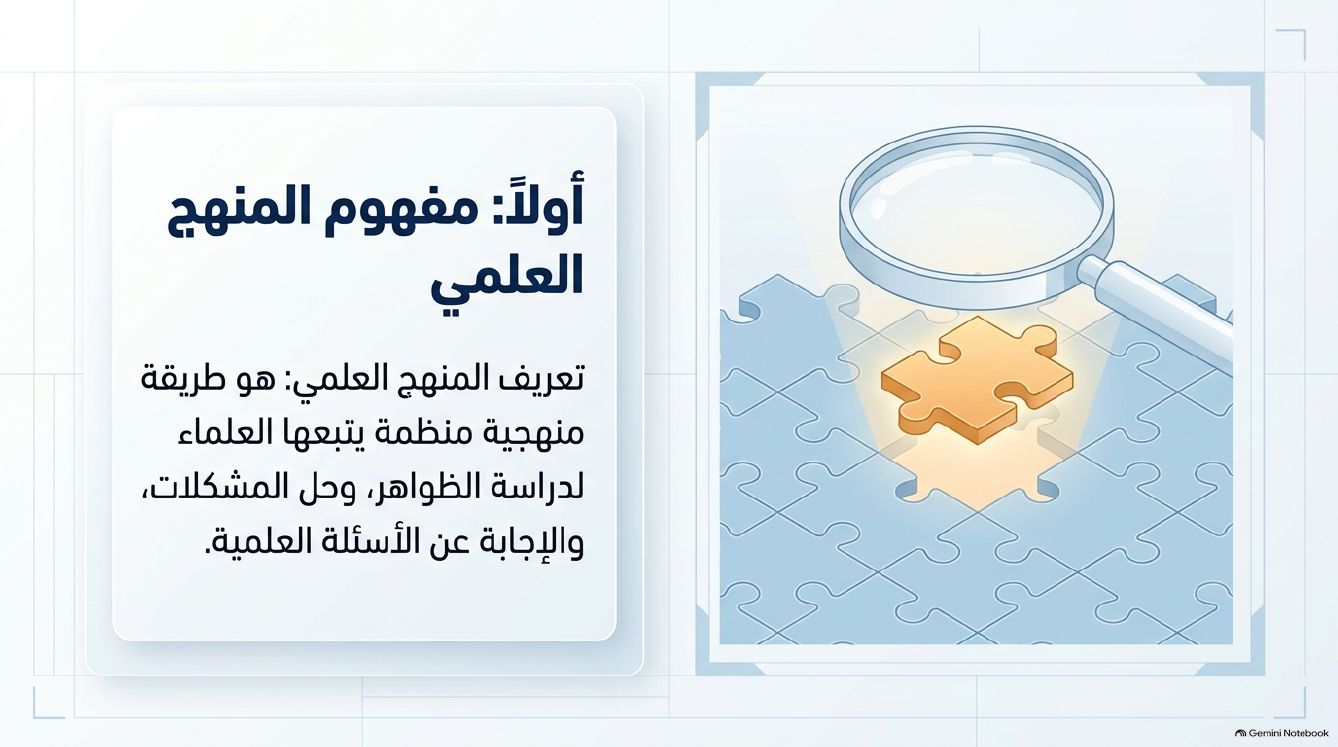 أولاً: مفهوم المنهج
العلمي
تعريف المنهج العلمي: هو طريقة
منهجية منظمة يتبعها العلماء
لدراسة الظواهر، وحل المشكلات،
والإجابة عن الأسئلة العلمية.
Gemini Notebook